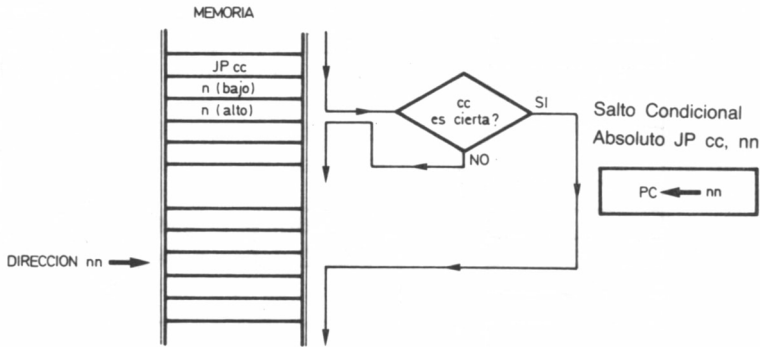 MEMORIA
JP cc
n (bajo)
n (alto)
cc
es cierta?
SI
NO
Salto Condicional
Absoluto JP cc, nn
PC nn
DIRECCION nn